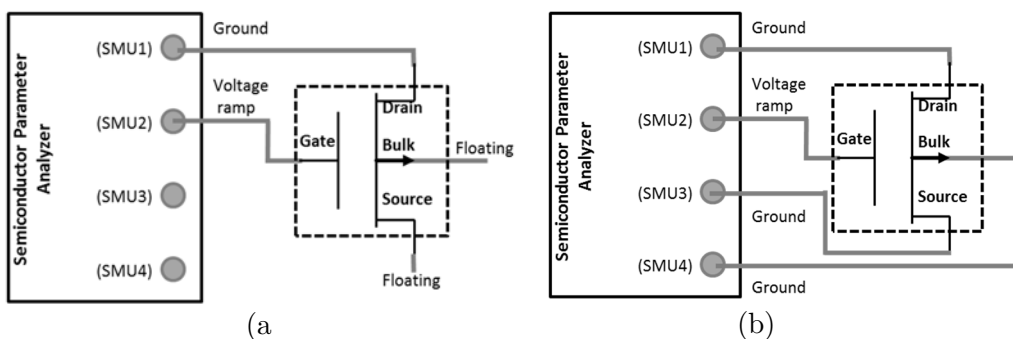 Semiconductor Parameter
Analyzer
(SMU1)
(SMU2)
(SMU3)
(SMU4)
Ground
Voltage
ramp
Gate
Drain
Bulk
Source
Floating
Floating
(a
Semiconductor Parameter
Analyzer
(SMU1)
(SMU2)
(SMU3)
(SMU4)
Ground
Voltage
ramp
Gate
Drain
Bulk
Source
Ground
Ground
(b)